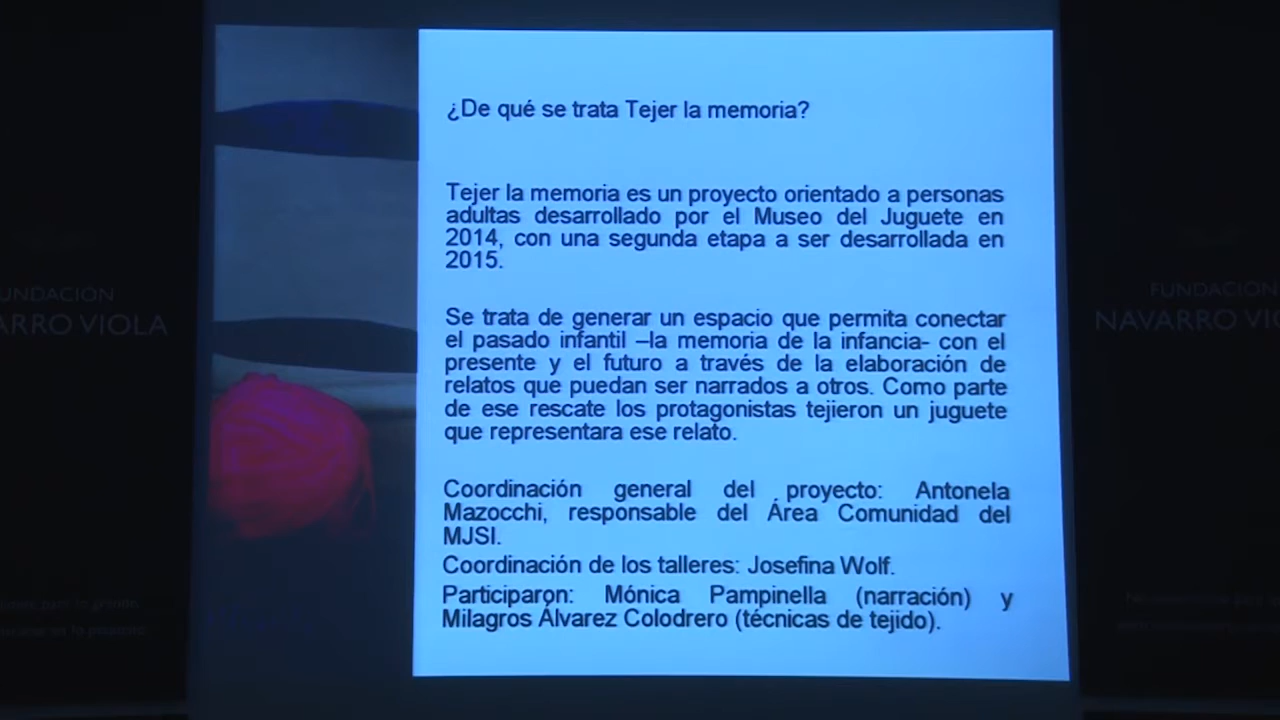 ¿De qué se trata Tejer la memoria?
Tejer la memoria es un proyecto orientado a personas
adultas desarrollado por el Museo del Juguete en
2014, con una segunda etapa a ser desarrollada en
2015.
Se trata de generar un espacio que permita conectar
el pasado infantil –la memoria de la infancia- con el
presente y el futuro a través de la elaboración de
relatos que puedan ser narrados a otros. Como parte
de ese rescate los protagonistas tejieron un juguete
que representara ese relato.
Coordinación general del proyecto: Antonela
Mazocchi, responsable del Área Comunidad del
MJSI.
Coordinación de los talleres: Josefina Wolf.
Participaron: Mónica Pampinella (narración) y
Milagros Álvarez Colodrero (técnicas de tejido).
UNDACIÓN
ARRO VIOLA
FUNDACIÓN
NAVARRO VIO